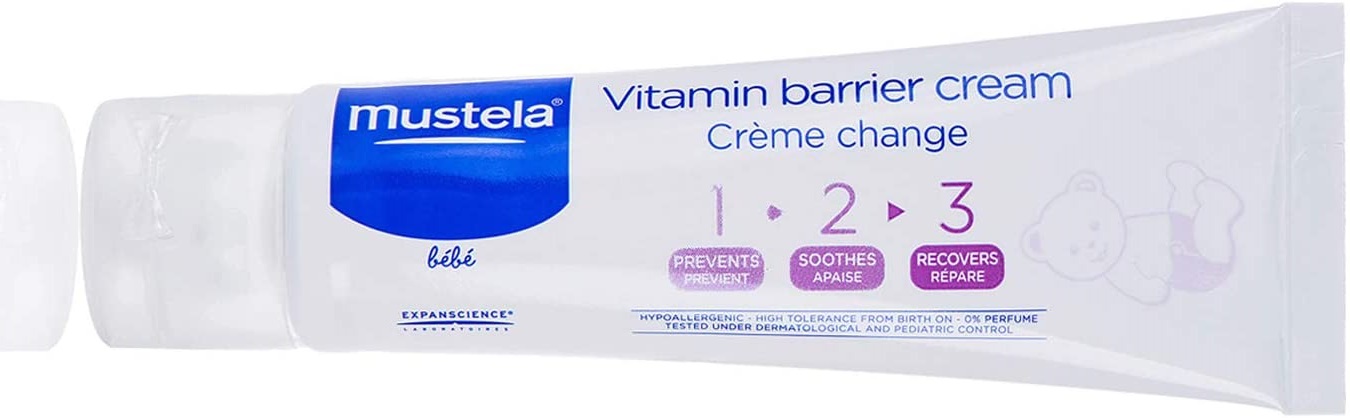 mustela®
bébé
EXPANSCIENCE®
LABORATOIRES
Vitamin barrier cream
Crème change
1 2 3
PREVENTS SOOTHES RECOVERS
PRÉVIENT APAISE RÉPARE
HYPOALLERGENIC - HIGH TOLERANCE FROM BIRTH ON - 0% PERFUME
TESTED UNDER DERMATOLOGICAL AND PEDIATRIC CONTROL